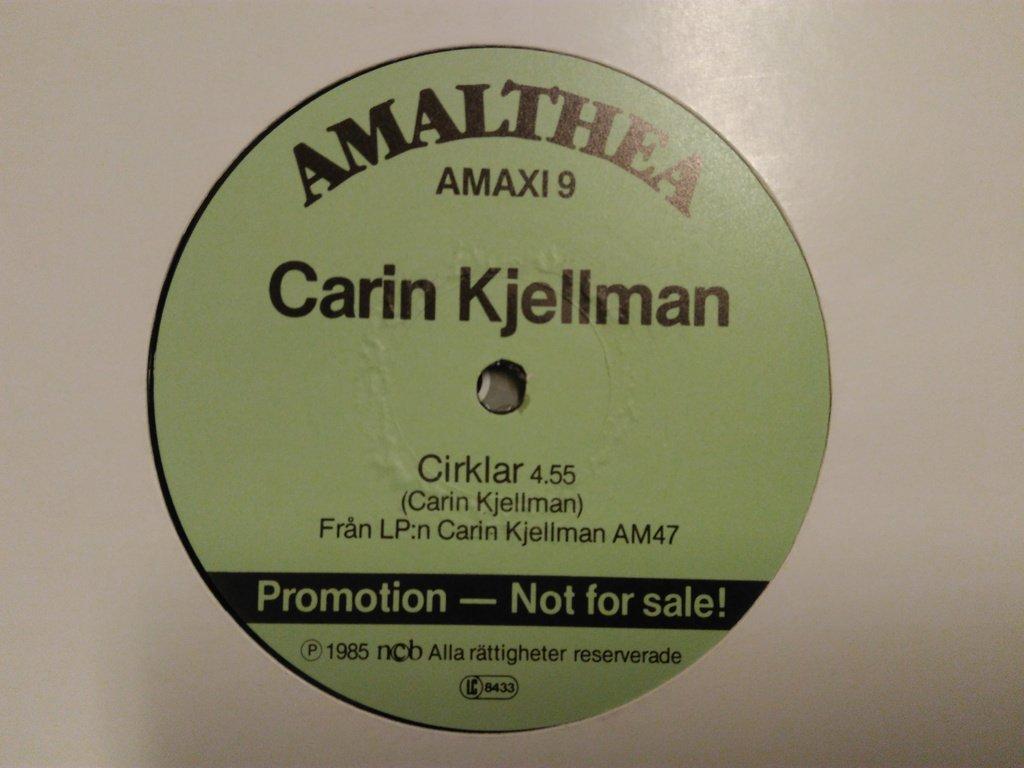 AMALTHEA
AMAXI 9
Carin Kjellman
Cirklar 4.55
(Carin Kjellman)
Från LP:n Carin Kjellman AM47
Promotion — Not for sale!
Ⓟ 1985 ncb Alla rättigheter reserverade
LC 8433